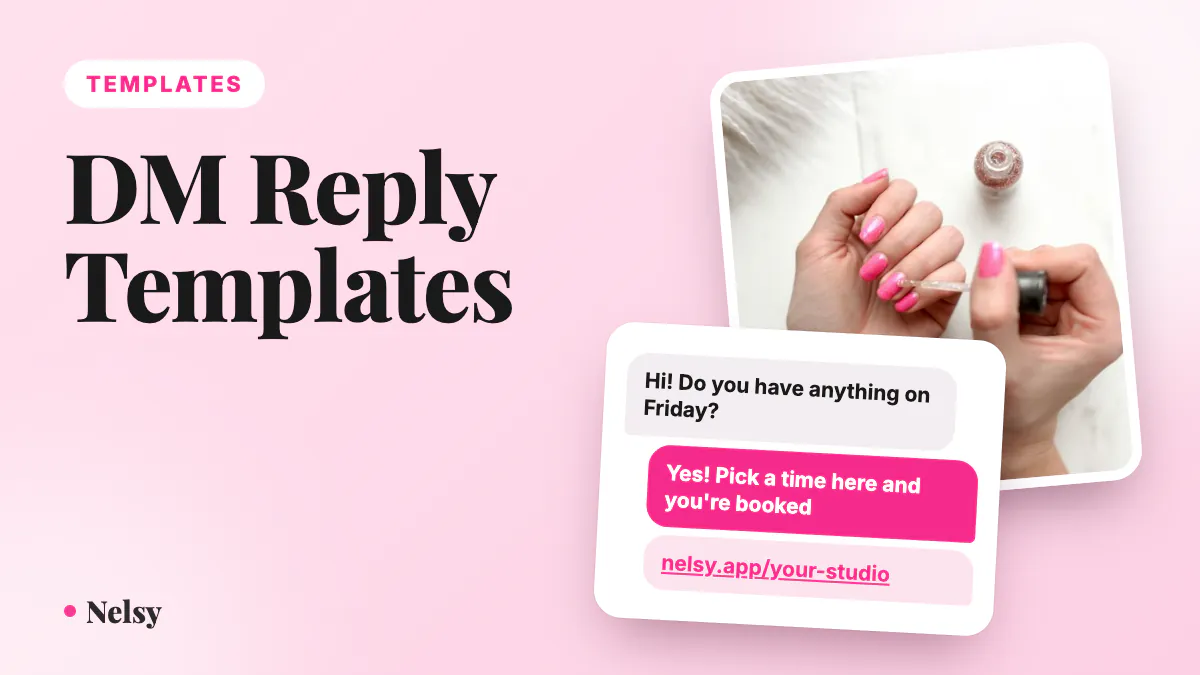 TEMPLATES
DM Reply
Templates
Hi! Do you have anything on
Friday?
Yes! Pick a time here and
you're booked
nelsy.app/your-studio
Nelsy